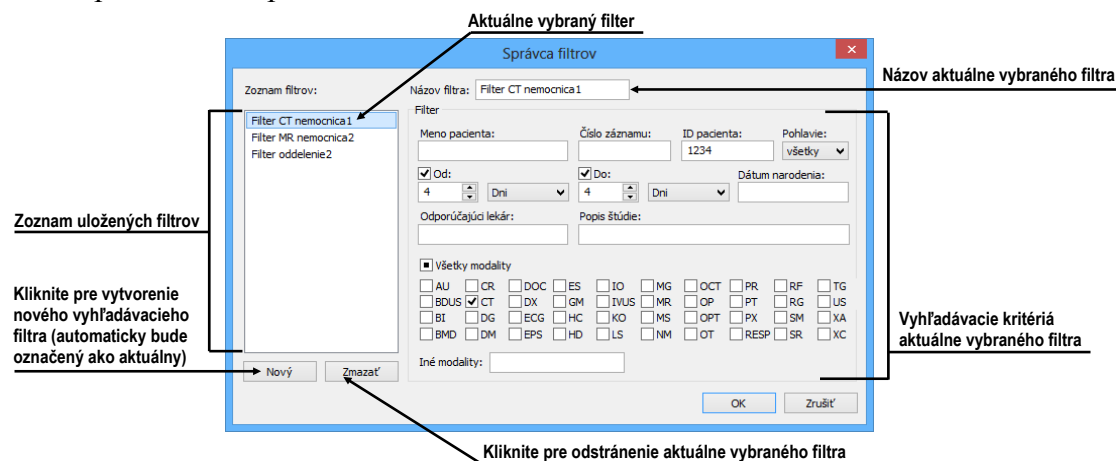 Aktuálne vybraný filter
Správca filtrov
Názov aktuálne vybraného filtra
Zoznam filtrov:
Názov filtra: Filter CT nemocnica1
Filter CT nemocnica1
Filter MR nemocnica2
Filter oddelenie2
Filter
Meno pacienta: Číslo záznamu: ID pacienta: Pohlavie:
1234 všetky
Od: Do: Dátum narodenia:
4 Dni 4 Dni
Odporúčajúci lekár: Popis štúdie:
Všetky modality
AU CR DOC ES IO MG OCT PR RF TG
BDUS CT DX GM IVUS MR OP PT RG US
BI DG ECG HC KO MS OPT PX SM XA
BMD DM EPS HD LS NM OT RESP SR XC
Iné modality:
Nový Zmazať
OK Zrušiť
Zoznam uložených filtrov
Kliknite pre vytvorenie
nového vyhľadávacieho
filtra (automaticky bude
označený ako aktuálny)
Vyhľadávacie kritériá
aktuálne vybraného filtra
Kliknite pre odstránenie aktuálne vybraného filtra